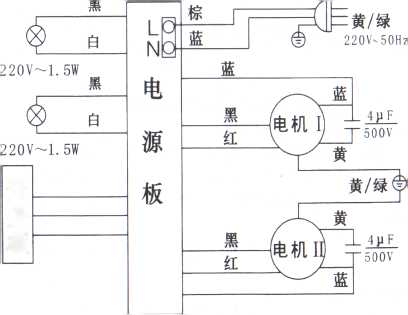 黑
白
220V～1.5W
黑
白
220V～1.5W
L
N
电源板
棕
蓝
黄/绿
220V~50Hz
蓝
黑
红
电机 I
蓝
黄
4μF
500V
黄/绿
黑
红
电机 II
黄
蓝
4μF
500V